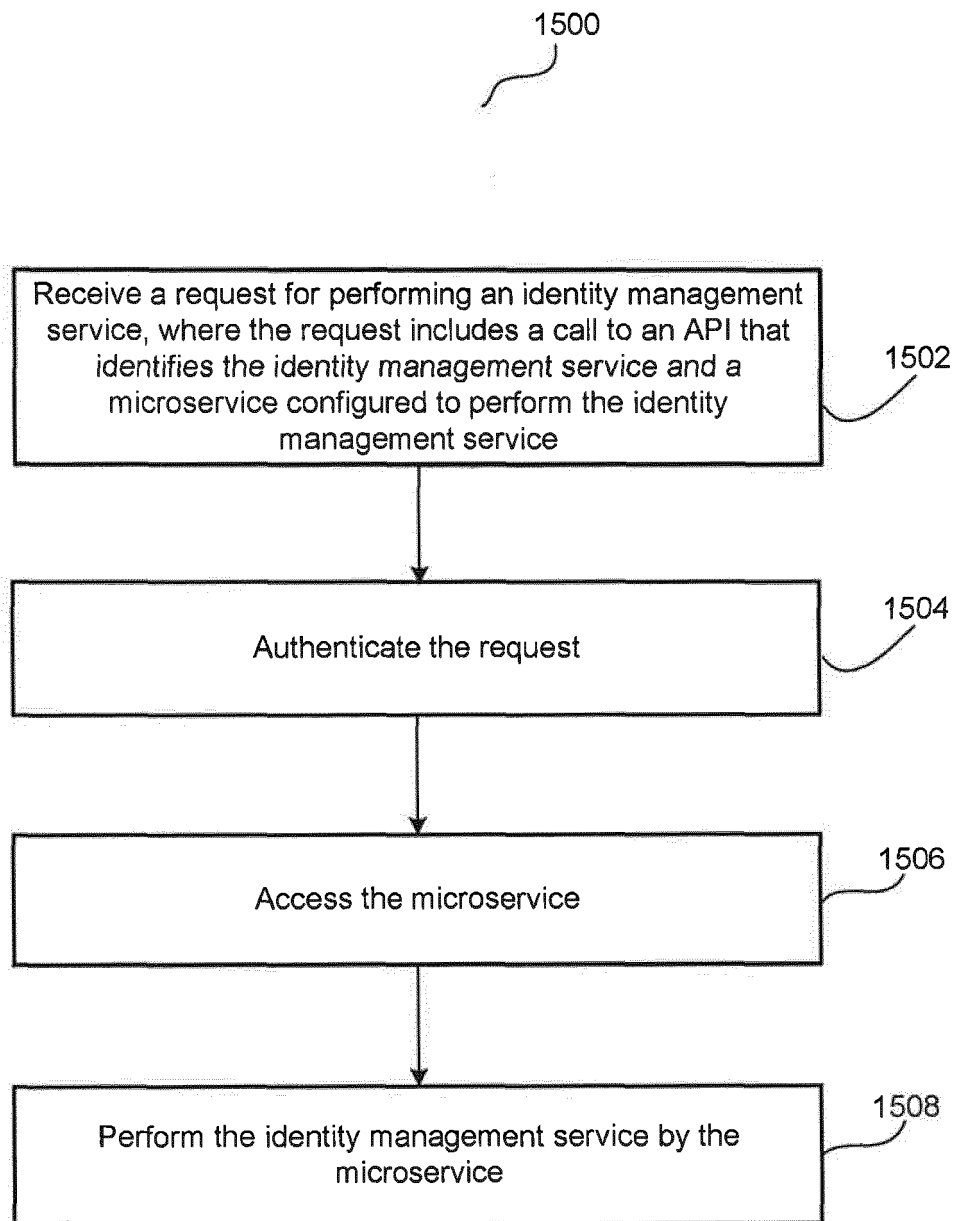 1500
Receive a request for performing an identity management
service, where the request includes a call to an API that
identifies the identity management service and a
microservice configured to perform the identity
management service
1502
Authenticate the request
1504
Access the microservice
1506
Perform the identity management service by the
microservice
1508